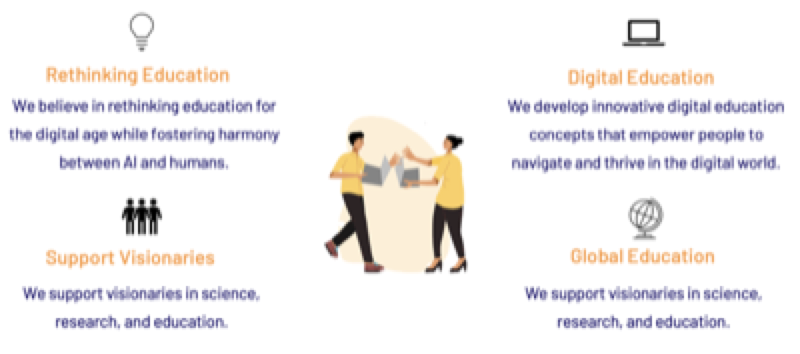 Rethinking Education
We believe in rethinking education for
the digital age while fostering harmony
between AI and humans.
Support Visionaries
We support visionaries in science,
research, and education.
Digital Education
We develop innovative digital education
concepts that empower people to
navigate and thrive in the digital world.
Global Education
We support visionaries in science,
research, and education.